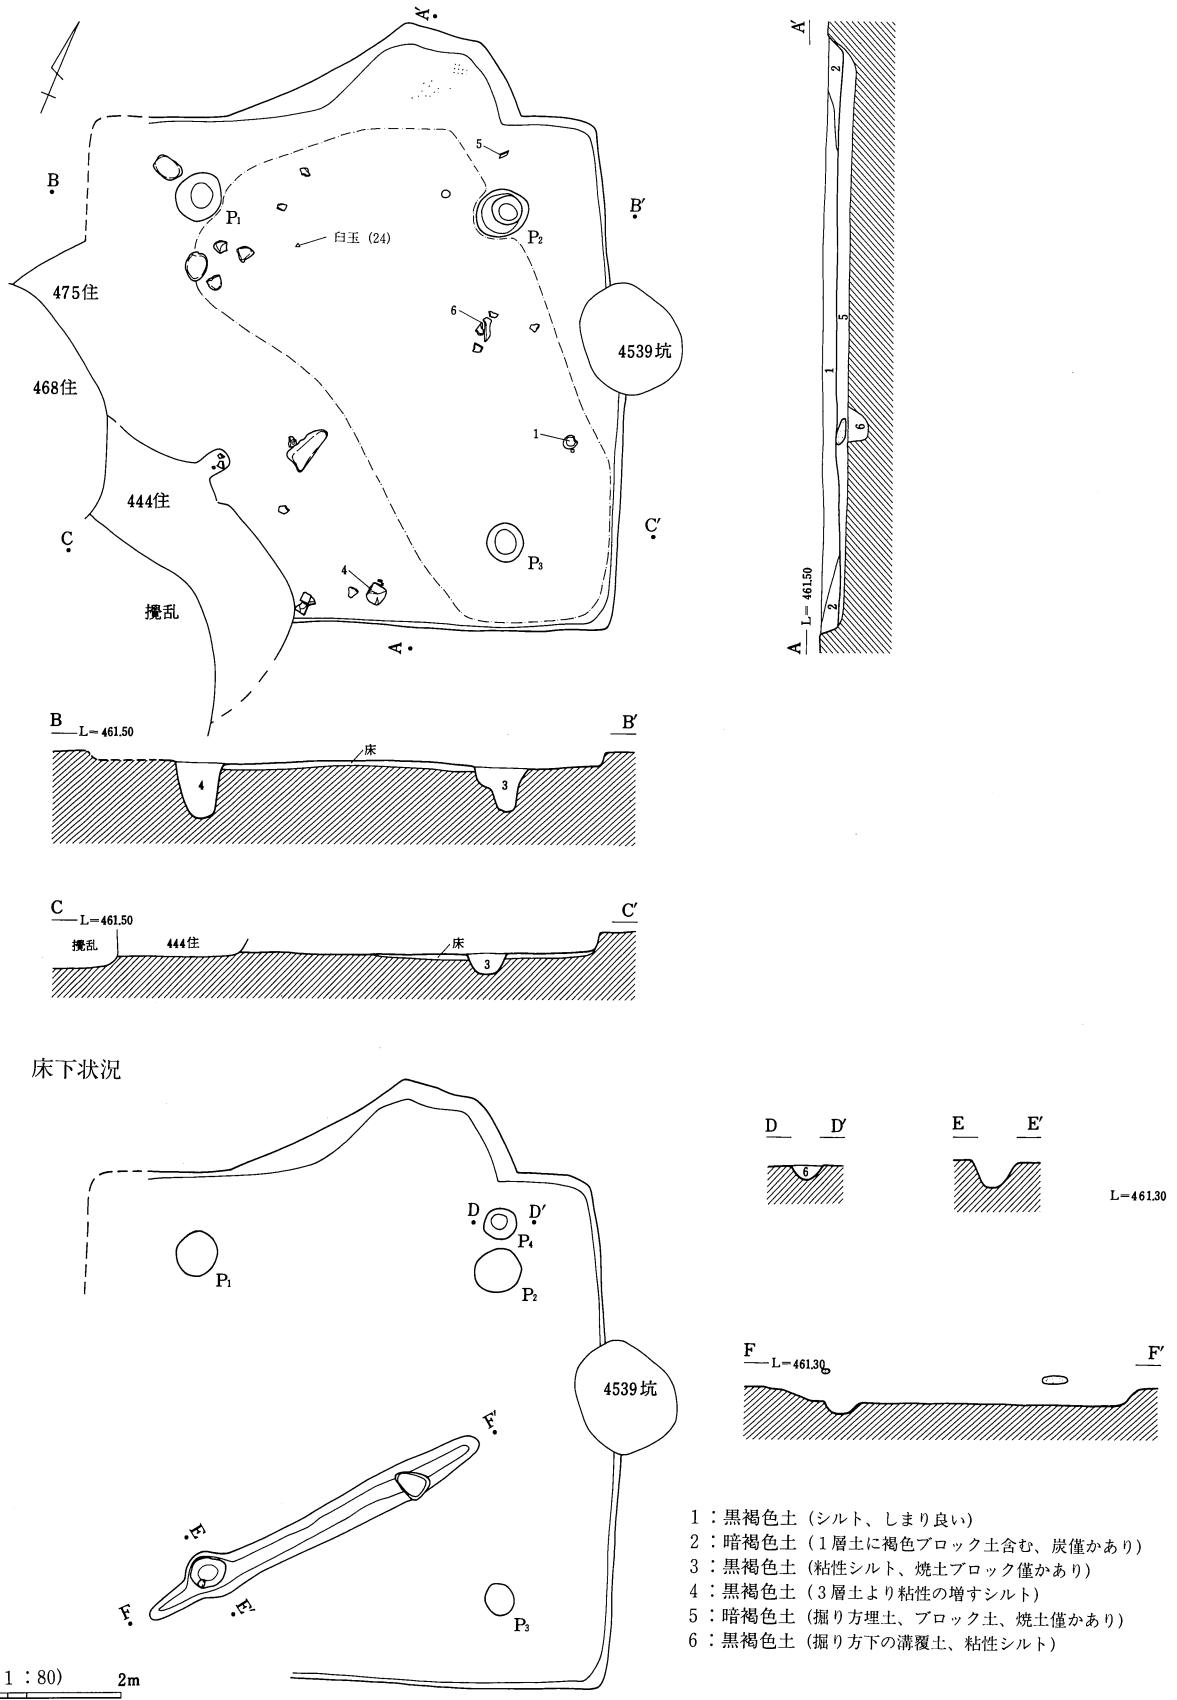 A′
B
P1
5
P2
B′
臼玉 (24)
475住
6
4539坑
468住
1
444住
C
C′
P3
4
攪乱
A
A′
2
5
1
6
2
A L=461.50
B L=461.50 B′
床
4
3
C L=461.50 C′
攪乱
444住
床
3
床下状況
D D′
P4
P1
P2
4539坑
F′
E
F
E′
P3
D D′
6
E E′
L=461.30
F L=461.30 F′
1:黒褐色土 (シルト、しまり良い)
2:暗褐色土 (1層土に褐色ブロック土含む、炭僅かあり)
3:黒褐色土 (粘性シルト、焼土ブロック僅かあり)
4:黒褐色土 (3層土より粘性の増すシルト)
5:暗褐色土 (掘り方埋土、ブロック土、焼土僅かあり)
6:黒褐色土 (掘り方下の溝覆土、粘性シルト)
1:80) 2m